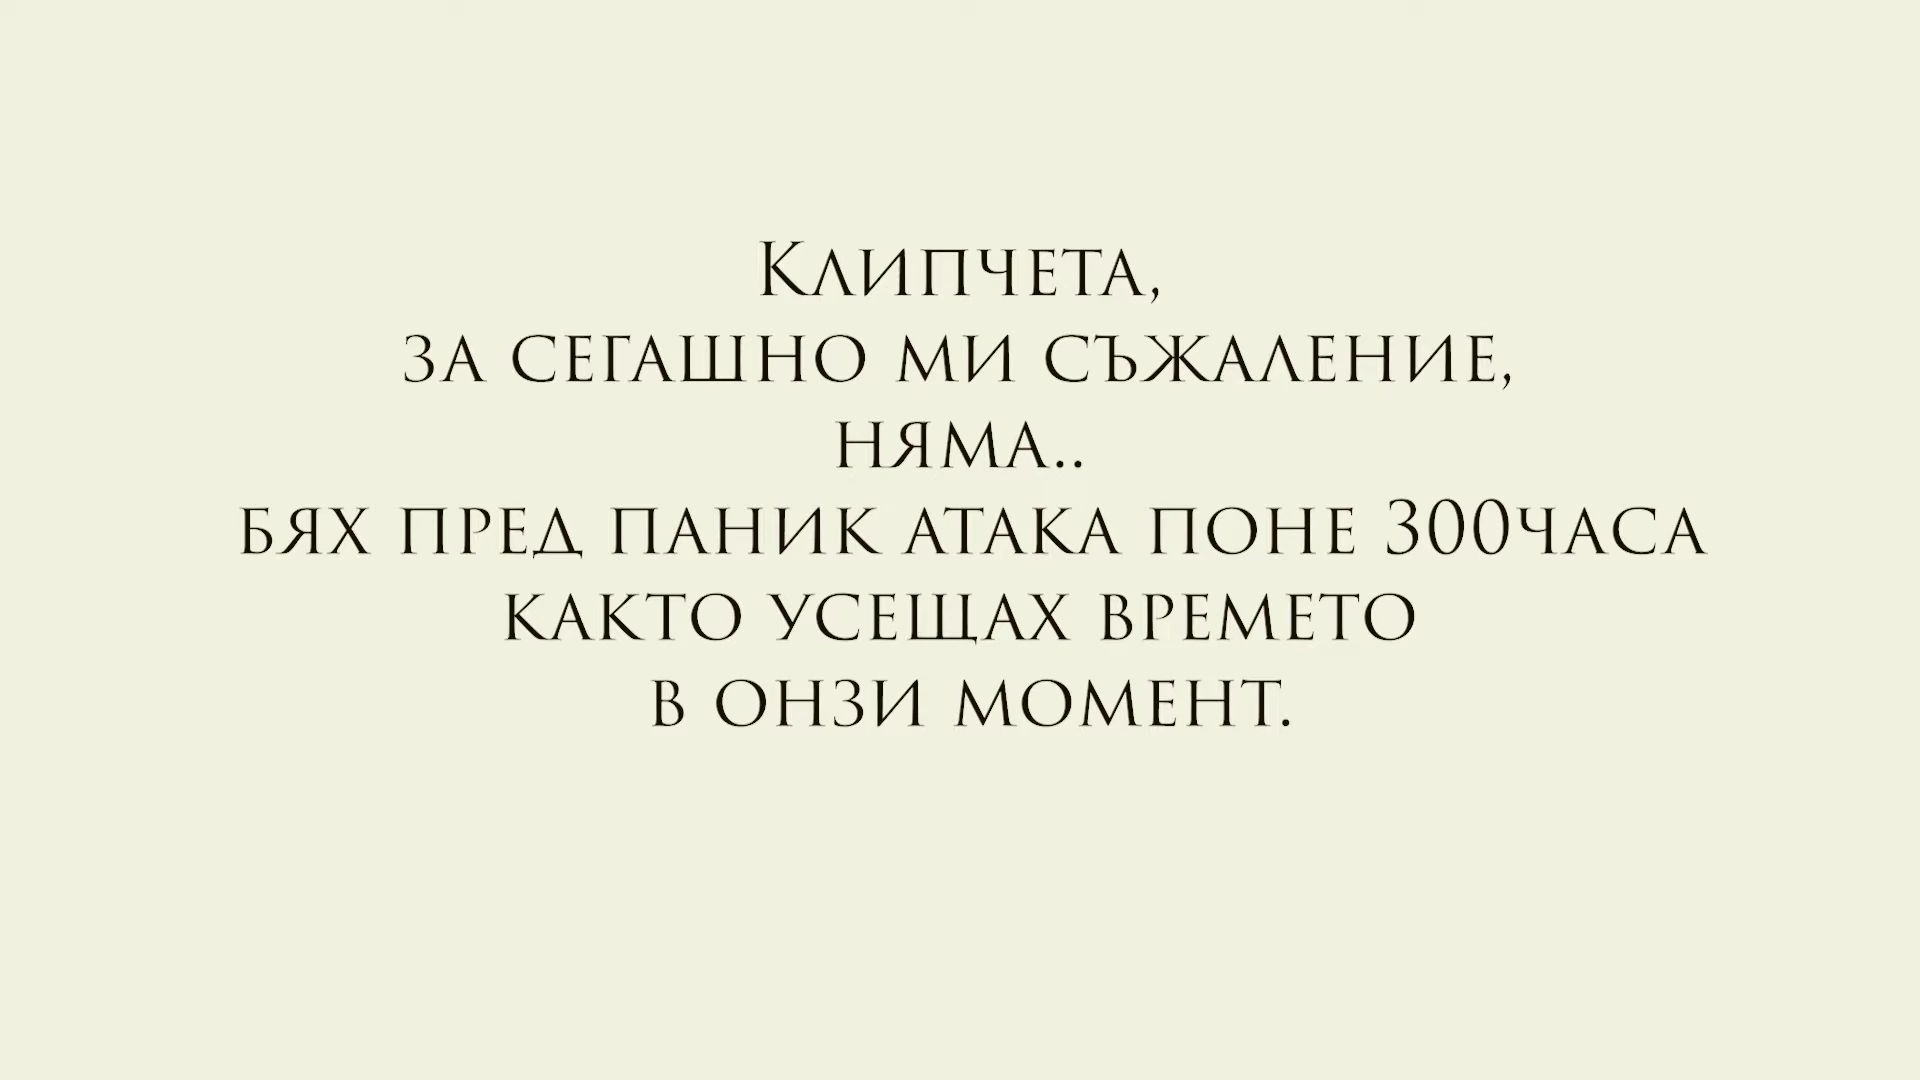 Клипчета,
за сегашно ми съжаление,
няма..
бях пред паник атака поне 300часа
както усещах времето
в онзи момент.